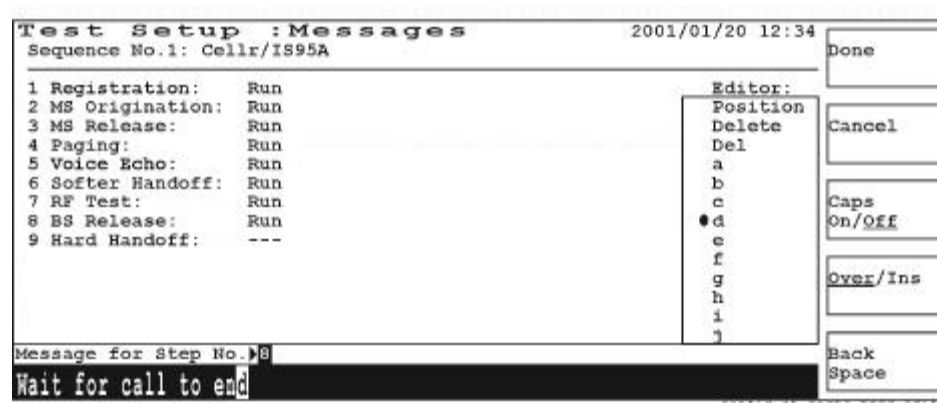 Test Setup :Messages 2001/01/20 12:34
Sequence No.1: Cellr/IS95A
1 Registration: Run
2 MS Origination: Run
3 MS Release: Run
4 Paging: Run
5 Voice Echo: Run
6 Softer Handoff: Run
7 RF Test: Run
8 BS Release: Run
9 Hard Handoff: ---
Editor:
Position
Delete
Del
a
b
c
d
e
f
g
h
i
j
Message for Step No. 8
Wait for call to end
Done
Cancel
Caps
On/Off
Over/Ins
Back
Space